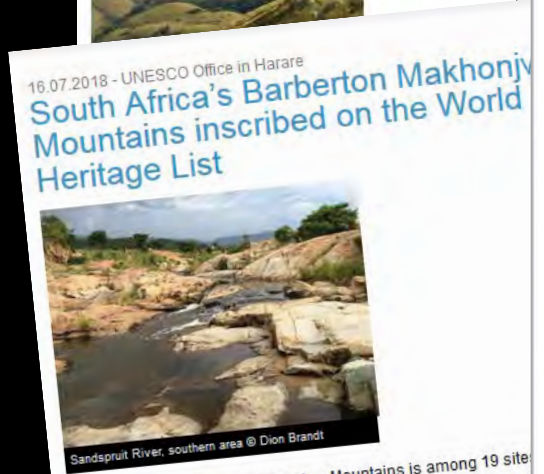 16.07.2018 - UNESCO Office in Harare
South Africa's Barberton Makhonjv
Mountains inscribed on the World
Heritage List
Sandspruit River, southern area © Dion Brandt
Mountains is among 19 sites